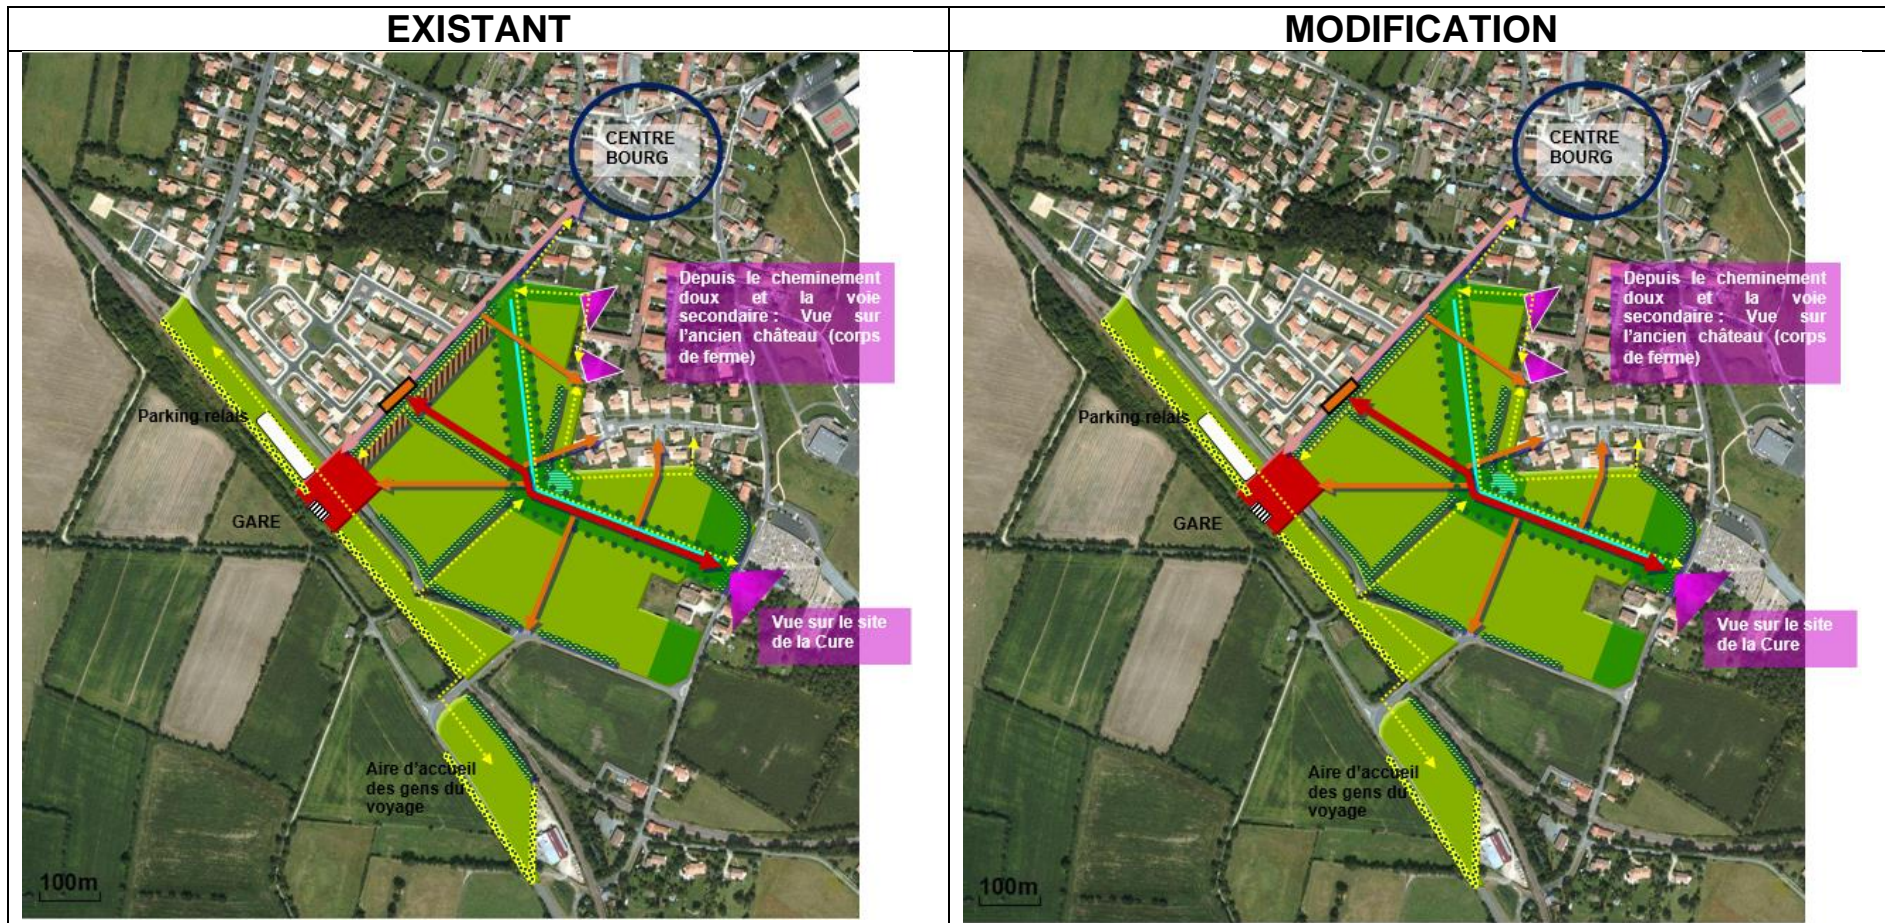 EXISTANT
CENTRE
BOURG
Depuis le cheminement
doux et la voie
secondaire : Vue sur
l'ancien château (corps
de ferme)
Parking relais
GARE
Vue sur le site
de la Cure
Aire d'accueil
des gens du
voyage
100m
MODIFICATION
CENTRE
BOURG
Depuis le cheminement
doux et la voie
secondaire : Vue sur
l'ancien château (corps
de ferme)
Parking relais
GARE
Vue sur le site
de la Cure
Aire d'accueil
des gens du
voyage
100m